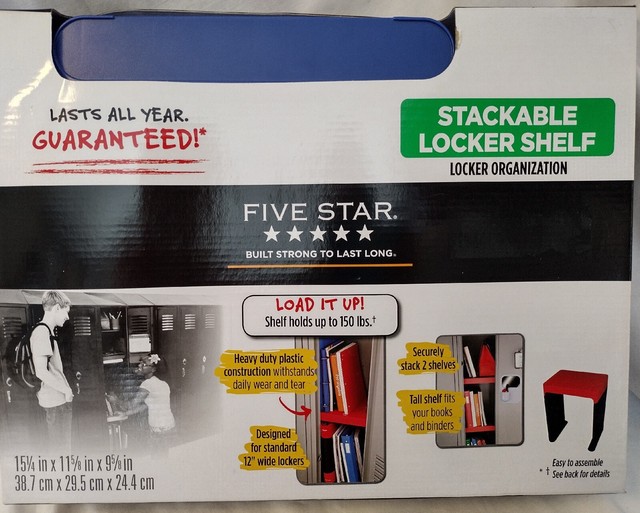 LASTS ALL YEAR.
GUARANTEED!*
STACKABLE
LOCKER SHELF
LOCKER ORGANIZATION
FIVE STAR®
BUILT STRONG TO LAST LONG®
LOAD IT UP!
Shelf holds up to 150 lbs.†
Heavy duty plastic
construction withstands
daily wear and tear
Designed
for standard
12" wide lockers
Securely
stack 2 shelves
Tall shelf fits
your books
and binders
15¼ in x 11⅝ in x 9⅝ in
38.7 cm x 29.5 cm x 24.4 cm
Easy to assemble
* † See back for details